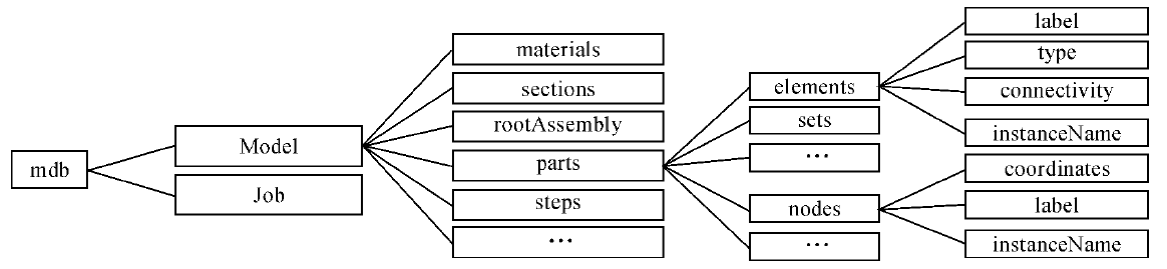 mdb
Model
Job
materials
sections
rootAssembly
parts
steps
...
elements
sets
...
nodes
...
label
type
connectivity
instanceName
coordinates
label
instanceName